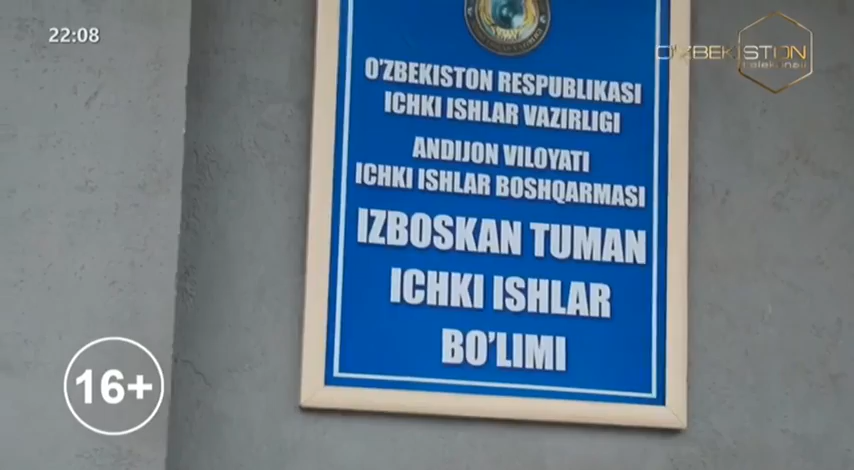 22:08
O'ZBEKISTON
telekanali
O'ZBEKISTON RESPUBLIKASI
ICHKI ISHLAR VAZIRLIGI
ANDIJON VILOYATI
ICHKI ISHLAR BOSHQARMASI
IZBOSKAN TUMAN
ICHKI ISHLAR
BO'LIMI
16+